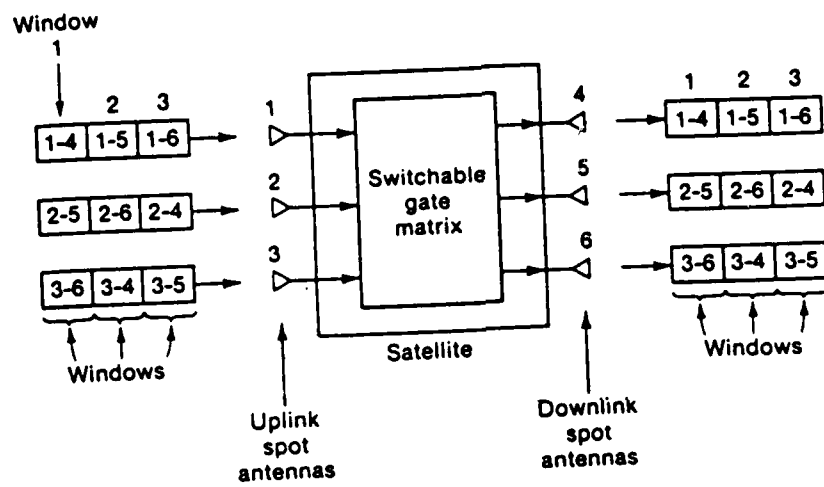 Window
1
2 3
1-4 1-5 1-6
2-5 2-6 2-4
3-6 3-4 3-5
Windows
1
2
3
Uplink
spot
antennas
Switchable
gate
matrix
Satellite
4
5
6
Downlink
spot
antennas
1 2 3
1-4 1-5 1-6
2-5 2-6 2-4
3-6 3-4 3-5
Windows